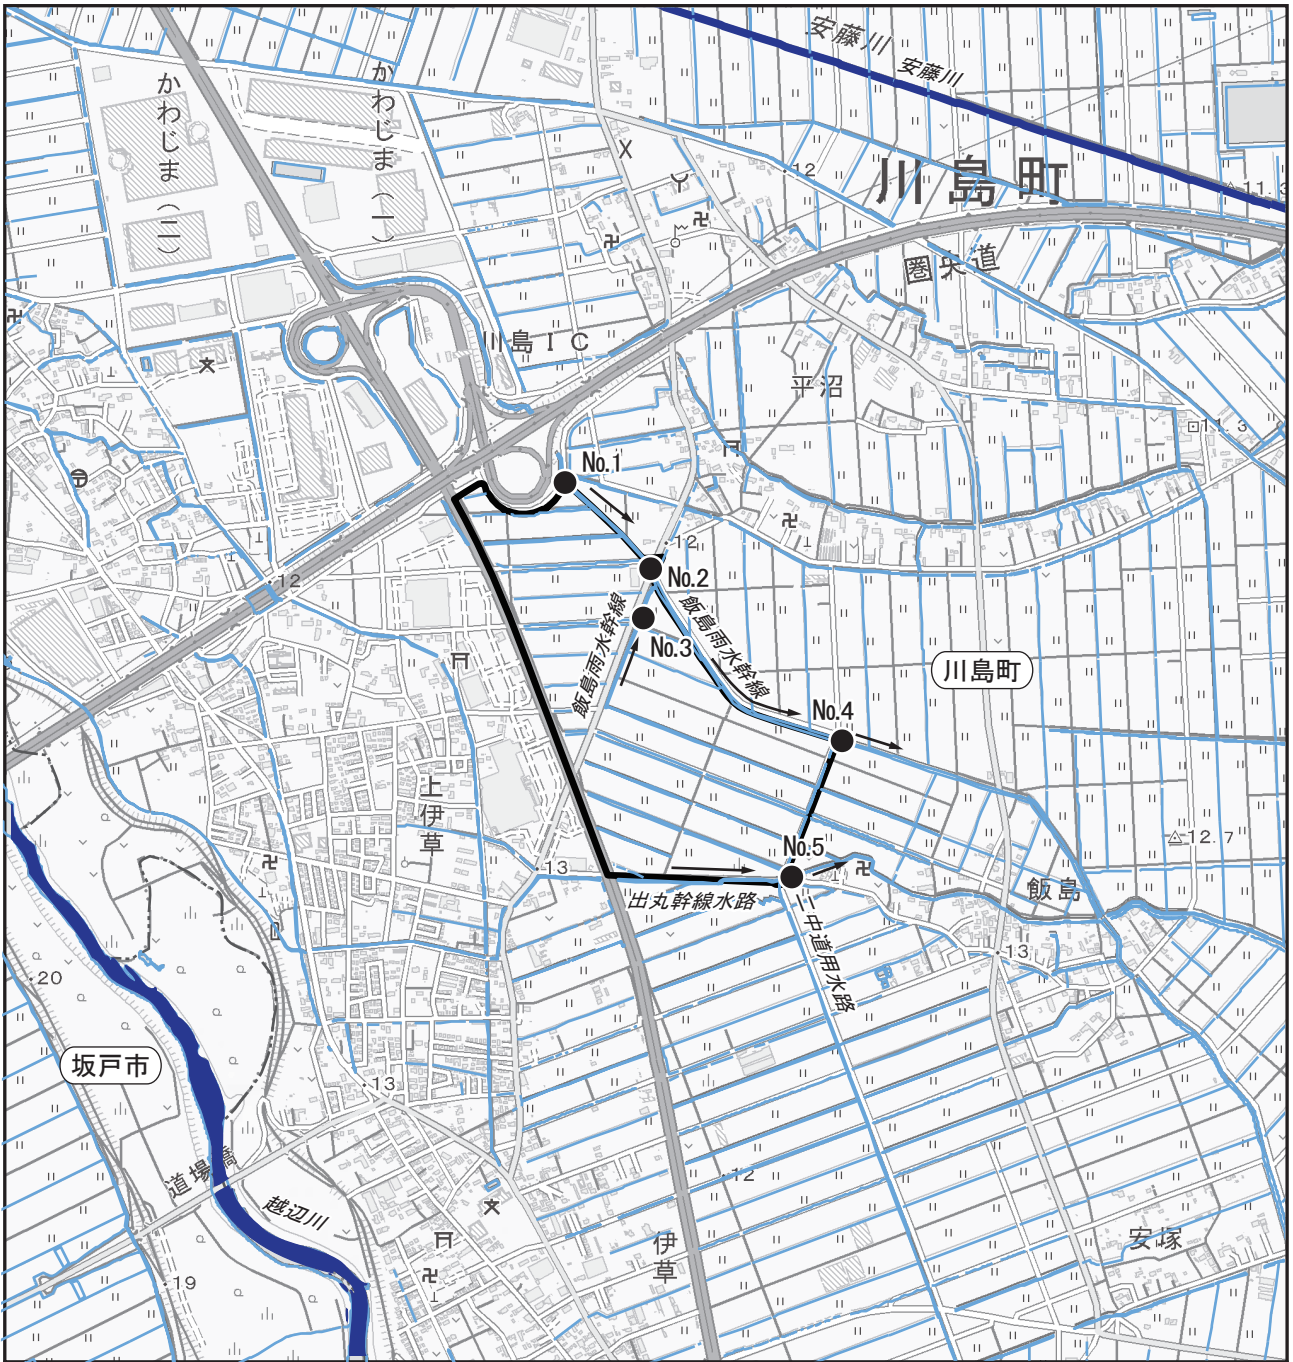 安藤川
安藤川
かわじま(二)
かわじま(一)
川島町
12
11.3
圏央道
川島IC
平沼
11.3
No.1
12
No.2
12
飯島雨水幹線
飯島雨水幹線
No.3
川島町
No.4
上伊草
No.5
12.7
13
出丸幹線水路
飯島
中道用水路
13
20
坂戸市
13
道場橋
12
越辺川
伊草
安塚
19